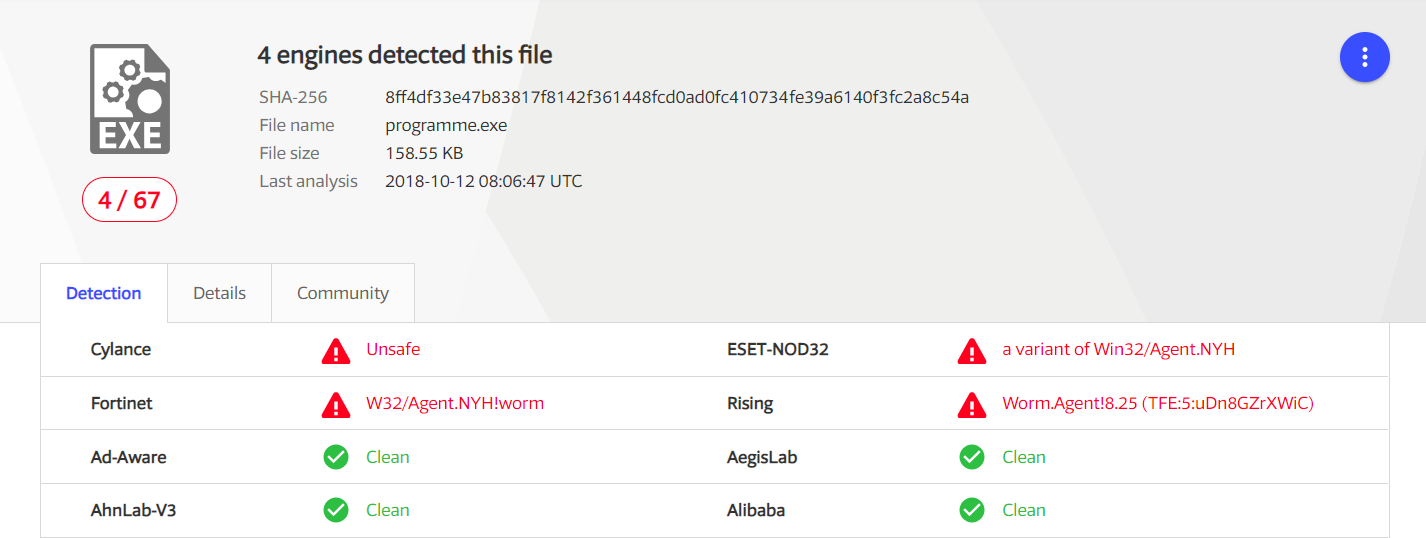 4 engines detected this file
SHA-256 8ff4df33e47b83817f8142f361448fcd0ad0fc410734fe39a6140f3fc2a8c54a
File name programme.exe
File size 158.55 KB
Last analysis 2018-10-12 08:06:47 UTC
EXE
4 / 67
Detection Details Community
Cylance Unsafe ESET-NOD32 a variant of Win32/Agent.NYH
Fortinet W32/Agent.NYH!worm Rising Worm.Agent!8.25 (TFE:5:uDn8GZrXWiC)
Ad-Aware Clean AegisLab Clean
AhnLab-V3 Clean Alibaba Clean